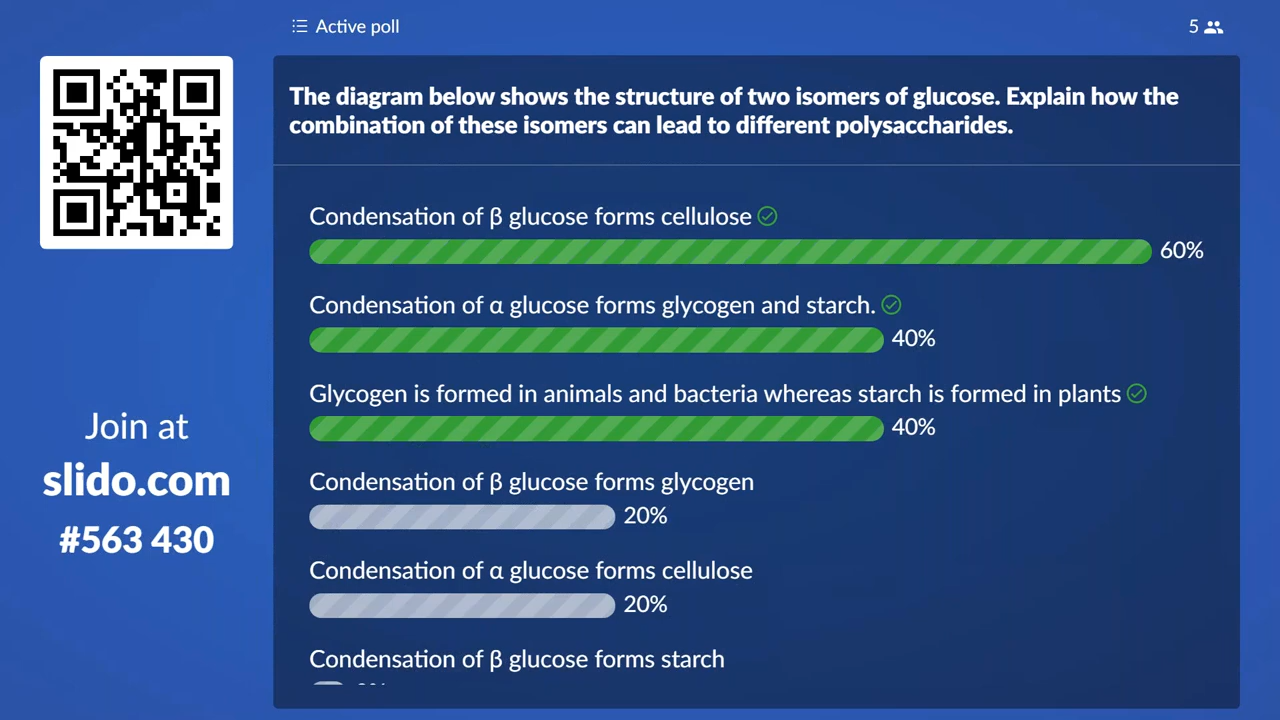 Active poll
5
The diagram below shows the structure of two isomers of glucose. Explain how the
combination of these isomers can lead to different polysaccharides.
Condensation of β glucose forms cellulose
60%
Condensation of α glucose forms glycogen and starch.
40%
Glycogen is formed in animals and bacteria whereas starch is formed in plants
40%
Condensation of β glucose forms glycogen
20%
Condensation of α glucose forms cellulose
20%
Condensation of β glucose forms starch
Join at
slido.com
#563 430